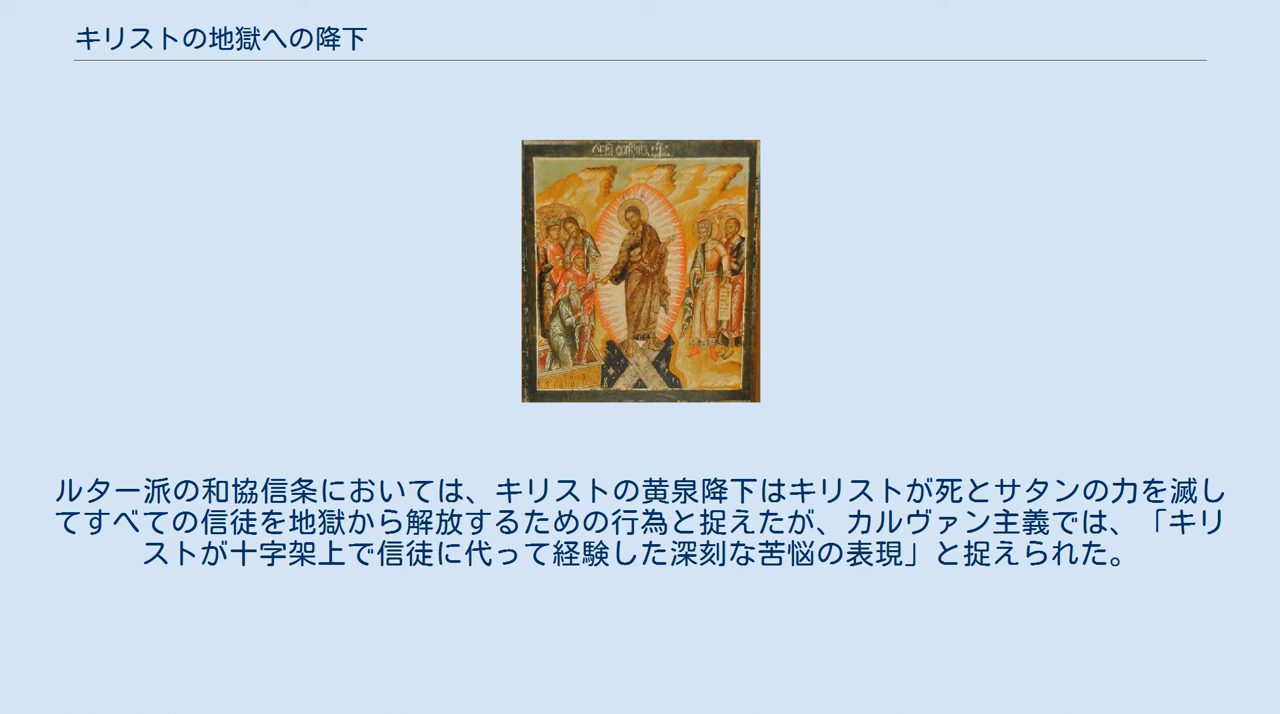 キリストの地獄への降下
ルター派の和協信条においては、キリストの黄泉降下はキリストが死とサタンの力を滅し
てすべての信徒を地獄から解放するための行為と捉えたが、カルヴァン主義では、「キリ
ストが十字架上で信徒に代って経験した深刻な苦悩の表現」と捉えられた。